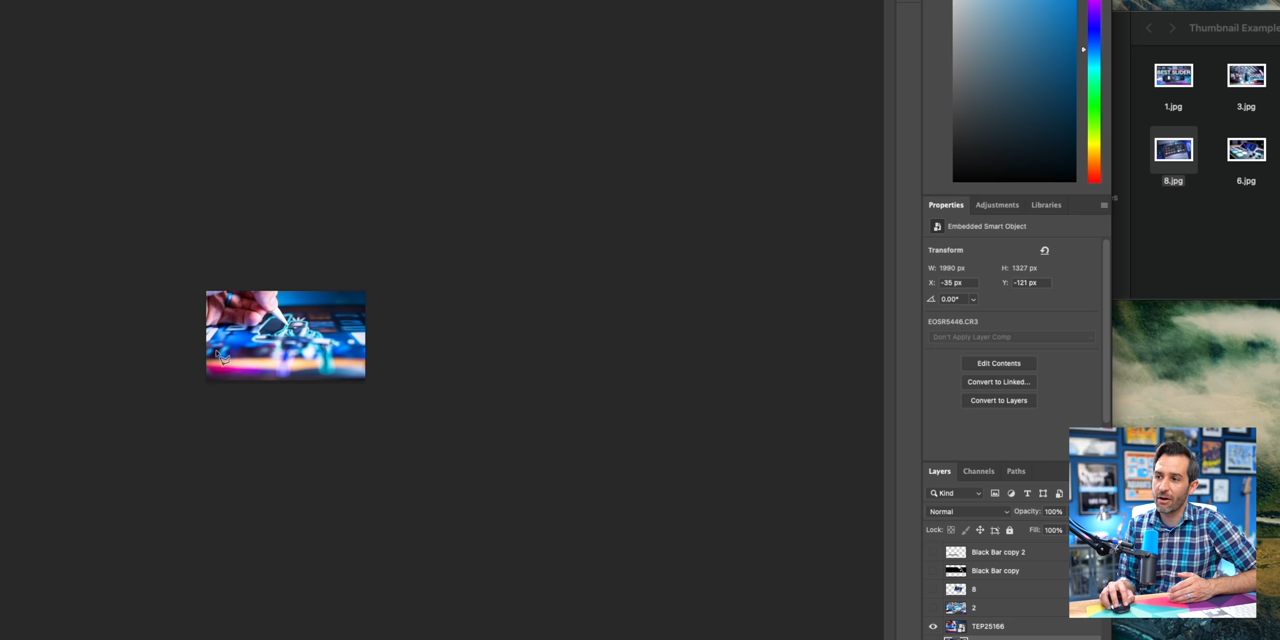 Thumbnail Example
BEST SLIDER
1.jpg
3.jpg
8.jpg
6.jpg
Properties
Adjustments
Libraries
Embedded Smart Object
Transform
W: 1990 px
H: 1327 px
X: -35 px
Y: -121 px
0.00°
EOSR5446.CR3
Don't Apply Layer Comp
Edit Contents
Convert to Linked...
Convert to Layers
Layers
Channels
Paths
Kind
Normal
Opacity: 100%
Lock:
Fill: 100%
Black Bar copy 2
Black Bar copy
8
2
TEP25166